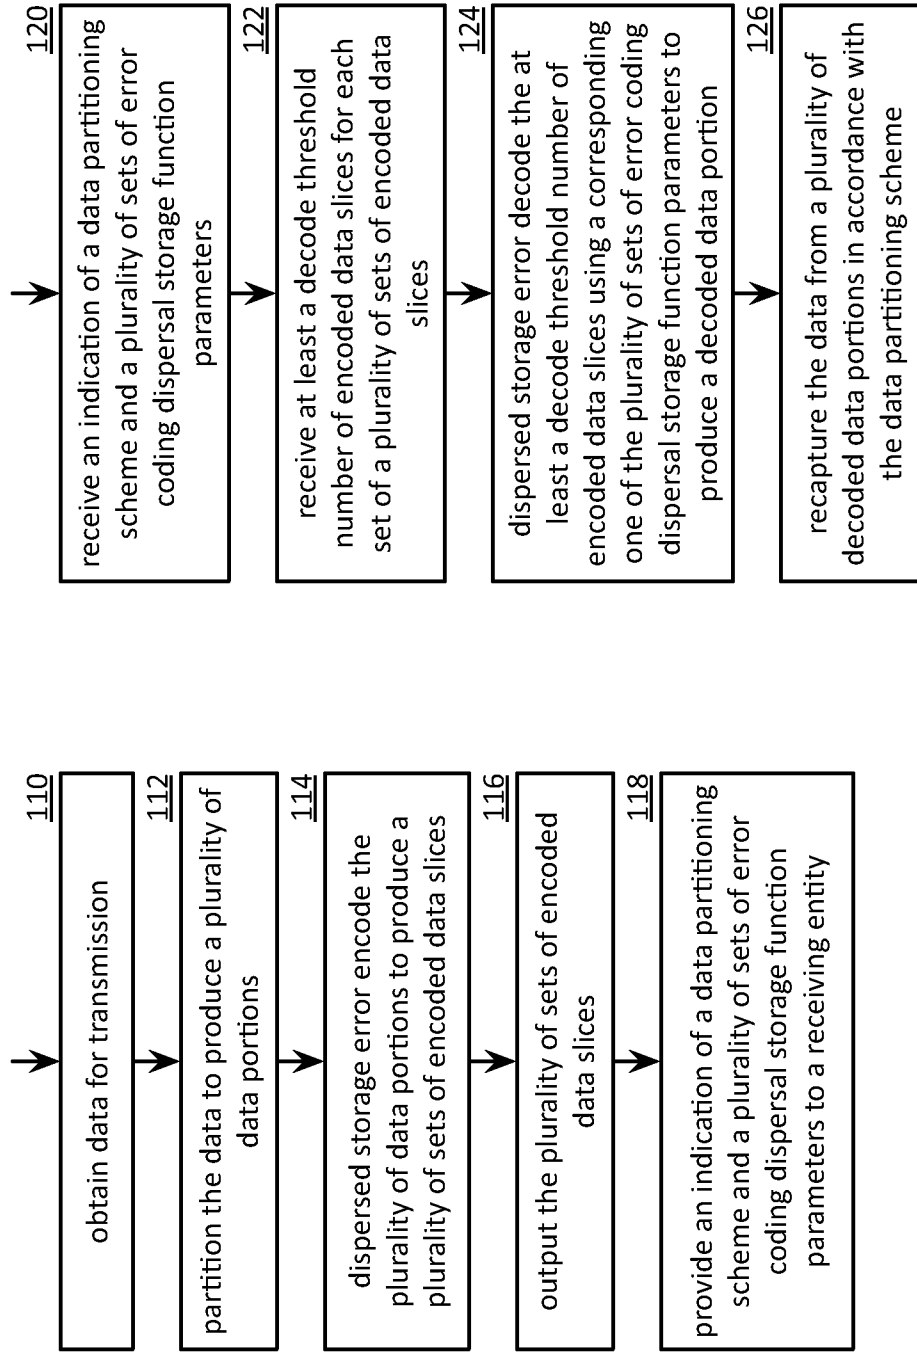 110
obtain data for transmission
112
partition the data to produce a plurality of
data portions
114
dispersed storage error encode the
plurality of data portions to produce a
plurality of sets of encoded data slices
116
output the plurality of sets of encoded
data slices
118
provide an indication of a data partitioning
scheme and a plurality of sets of error
coding dispersal storage function
parameters to a receiving entity
120
receive an indication of a data partitioning
scheme and a plurality of sets of error
coding dispersal storage function
parameters
122
receive at least a decode threshold
number of encoded data slices for each
set of a plurality of sets of encoded data
slices
124
dispersed storage error decode the at
least a decode threshold number of
encoded data slices using a corresponding
one of the plurality of sets of error coding
dispersal storage function parameters to
produce a decoded data portion
126
recapture the data from a plurality of
decoded data portions in accordance with
the data partitioning scheme